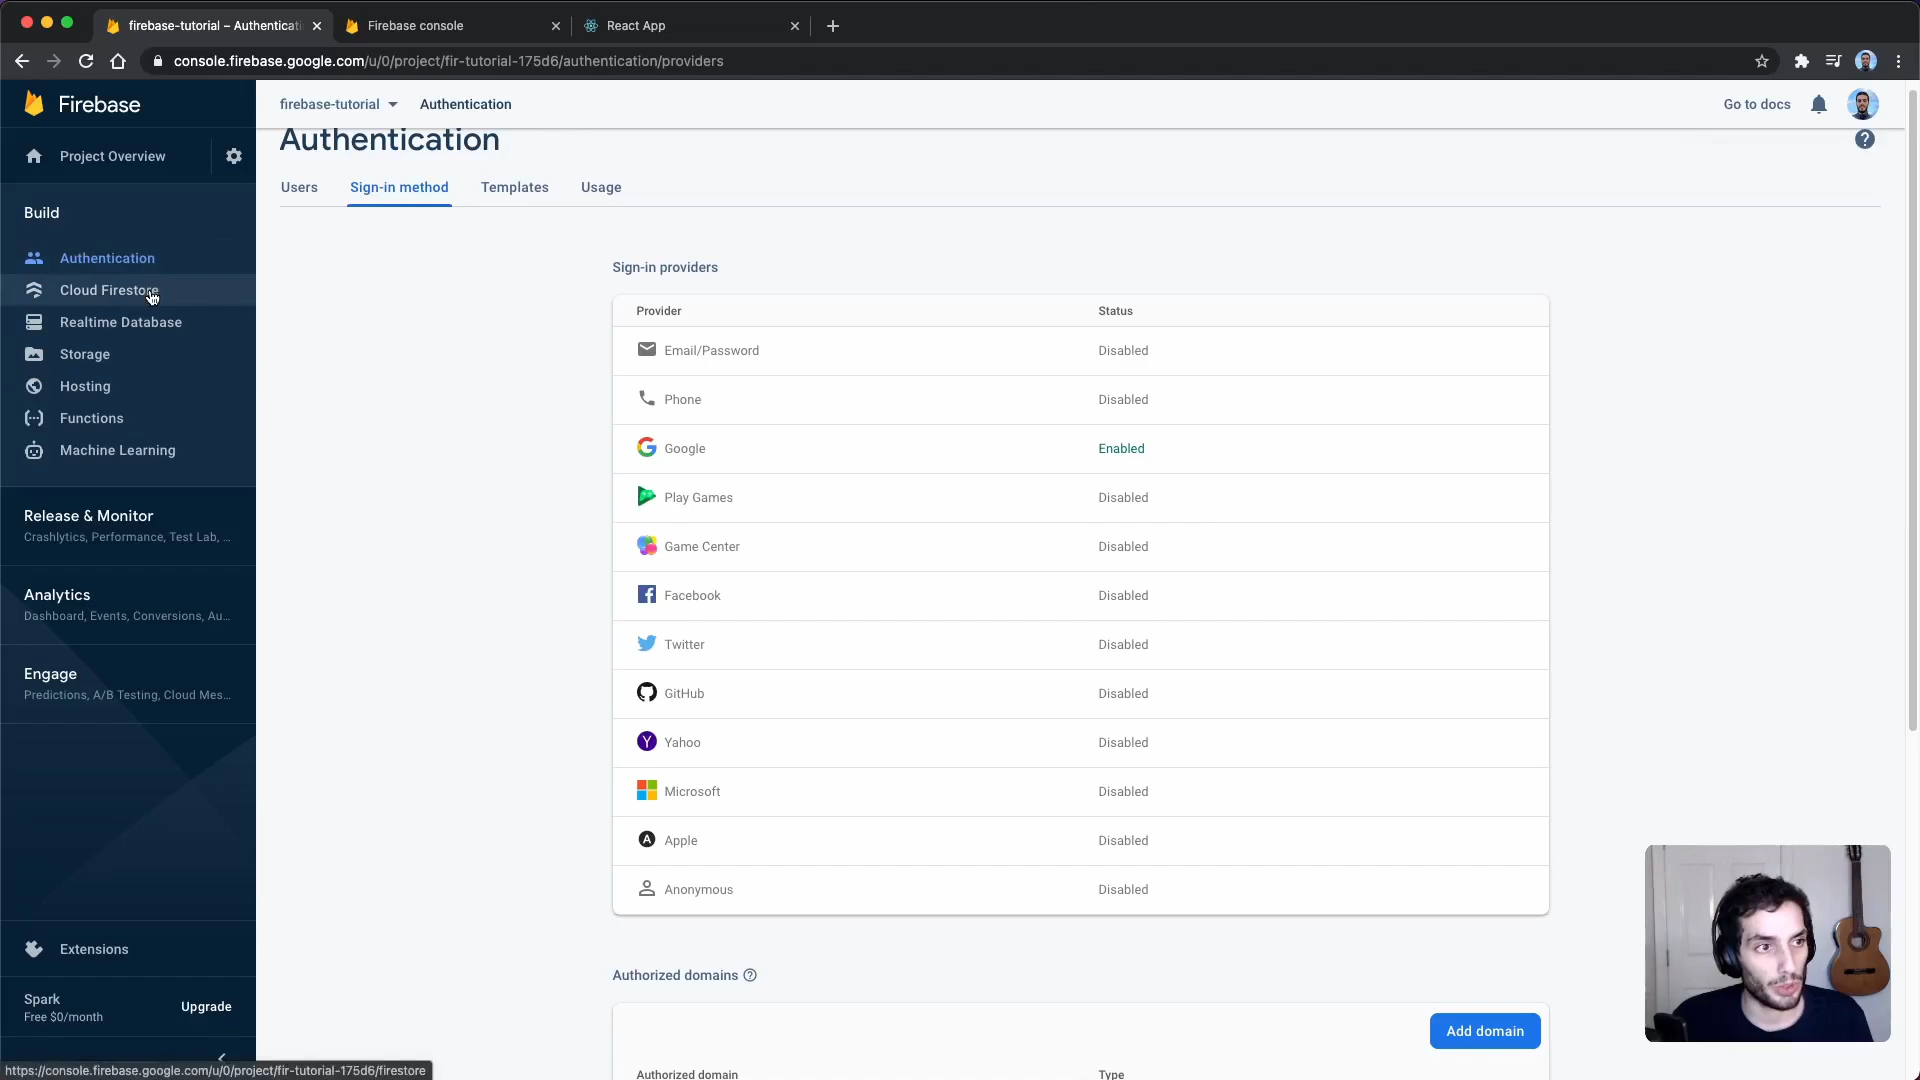 firebase-tutorial – Authenticati
Firebase console
React App
console.firebase.google.com/u/0/project/fir-tutorial-175d6/authentication/providers
Firebase
firebase-tutorial
Authentication
Go to docs
Project Overview
Authentication
Users
Sign-in method
Templates
Usage
Build
Authentication
Cloud Firestore
Realtime Database
Storage
Hosting
Functions
Machine Learning
Release & Monitor
Crashlytics, Performance, Test Lab, ...
Analytics
Dashboard, Events, Conversions, Au...
Engage
Predictions, A/B Testing, Cloud Mes...
Extensions
Spark
Free $0/month
Upgrade
Sign-in providers
Provider Status
Email/Password Disabled
Phone Disabled
Google Enabled
Play Games Disabled
Game Center Disabled
Facebook Disabled
Twitter Disabled
GitHub Disabled
Yahoo Disabled
Microsoft Disabled
Apple Disabled
Anonymous Disabled
Authorized domains
Add domain
Authorized domain Type
https://console.firebase.google.com/u/0/project/fir-tutorial-175d6/firestore